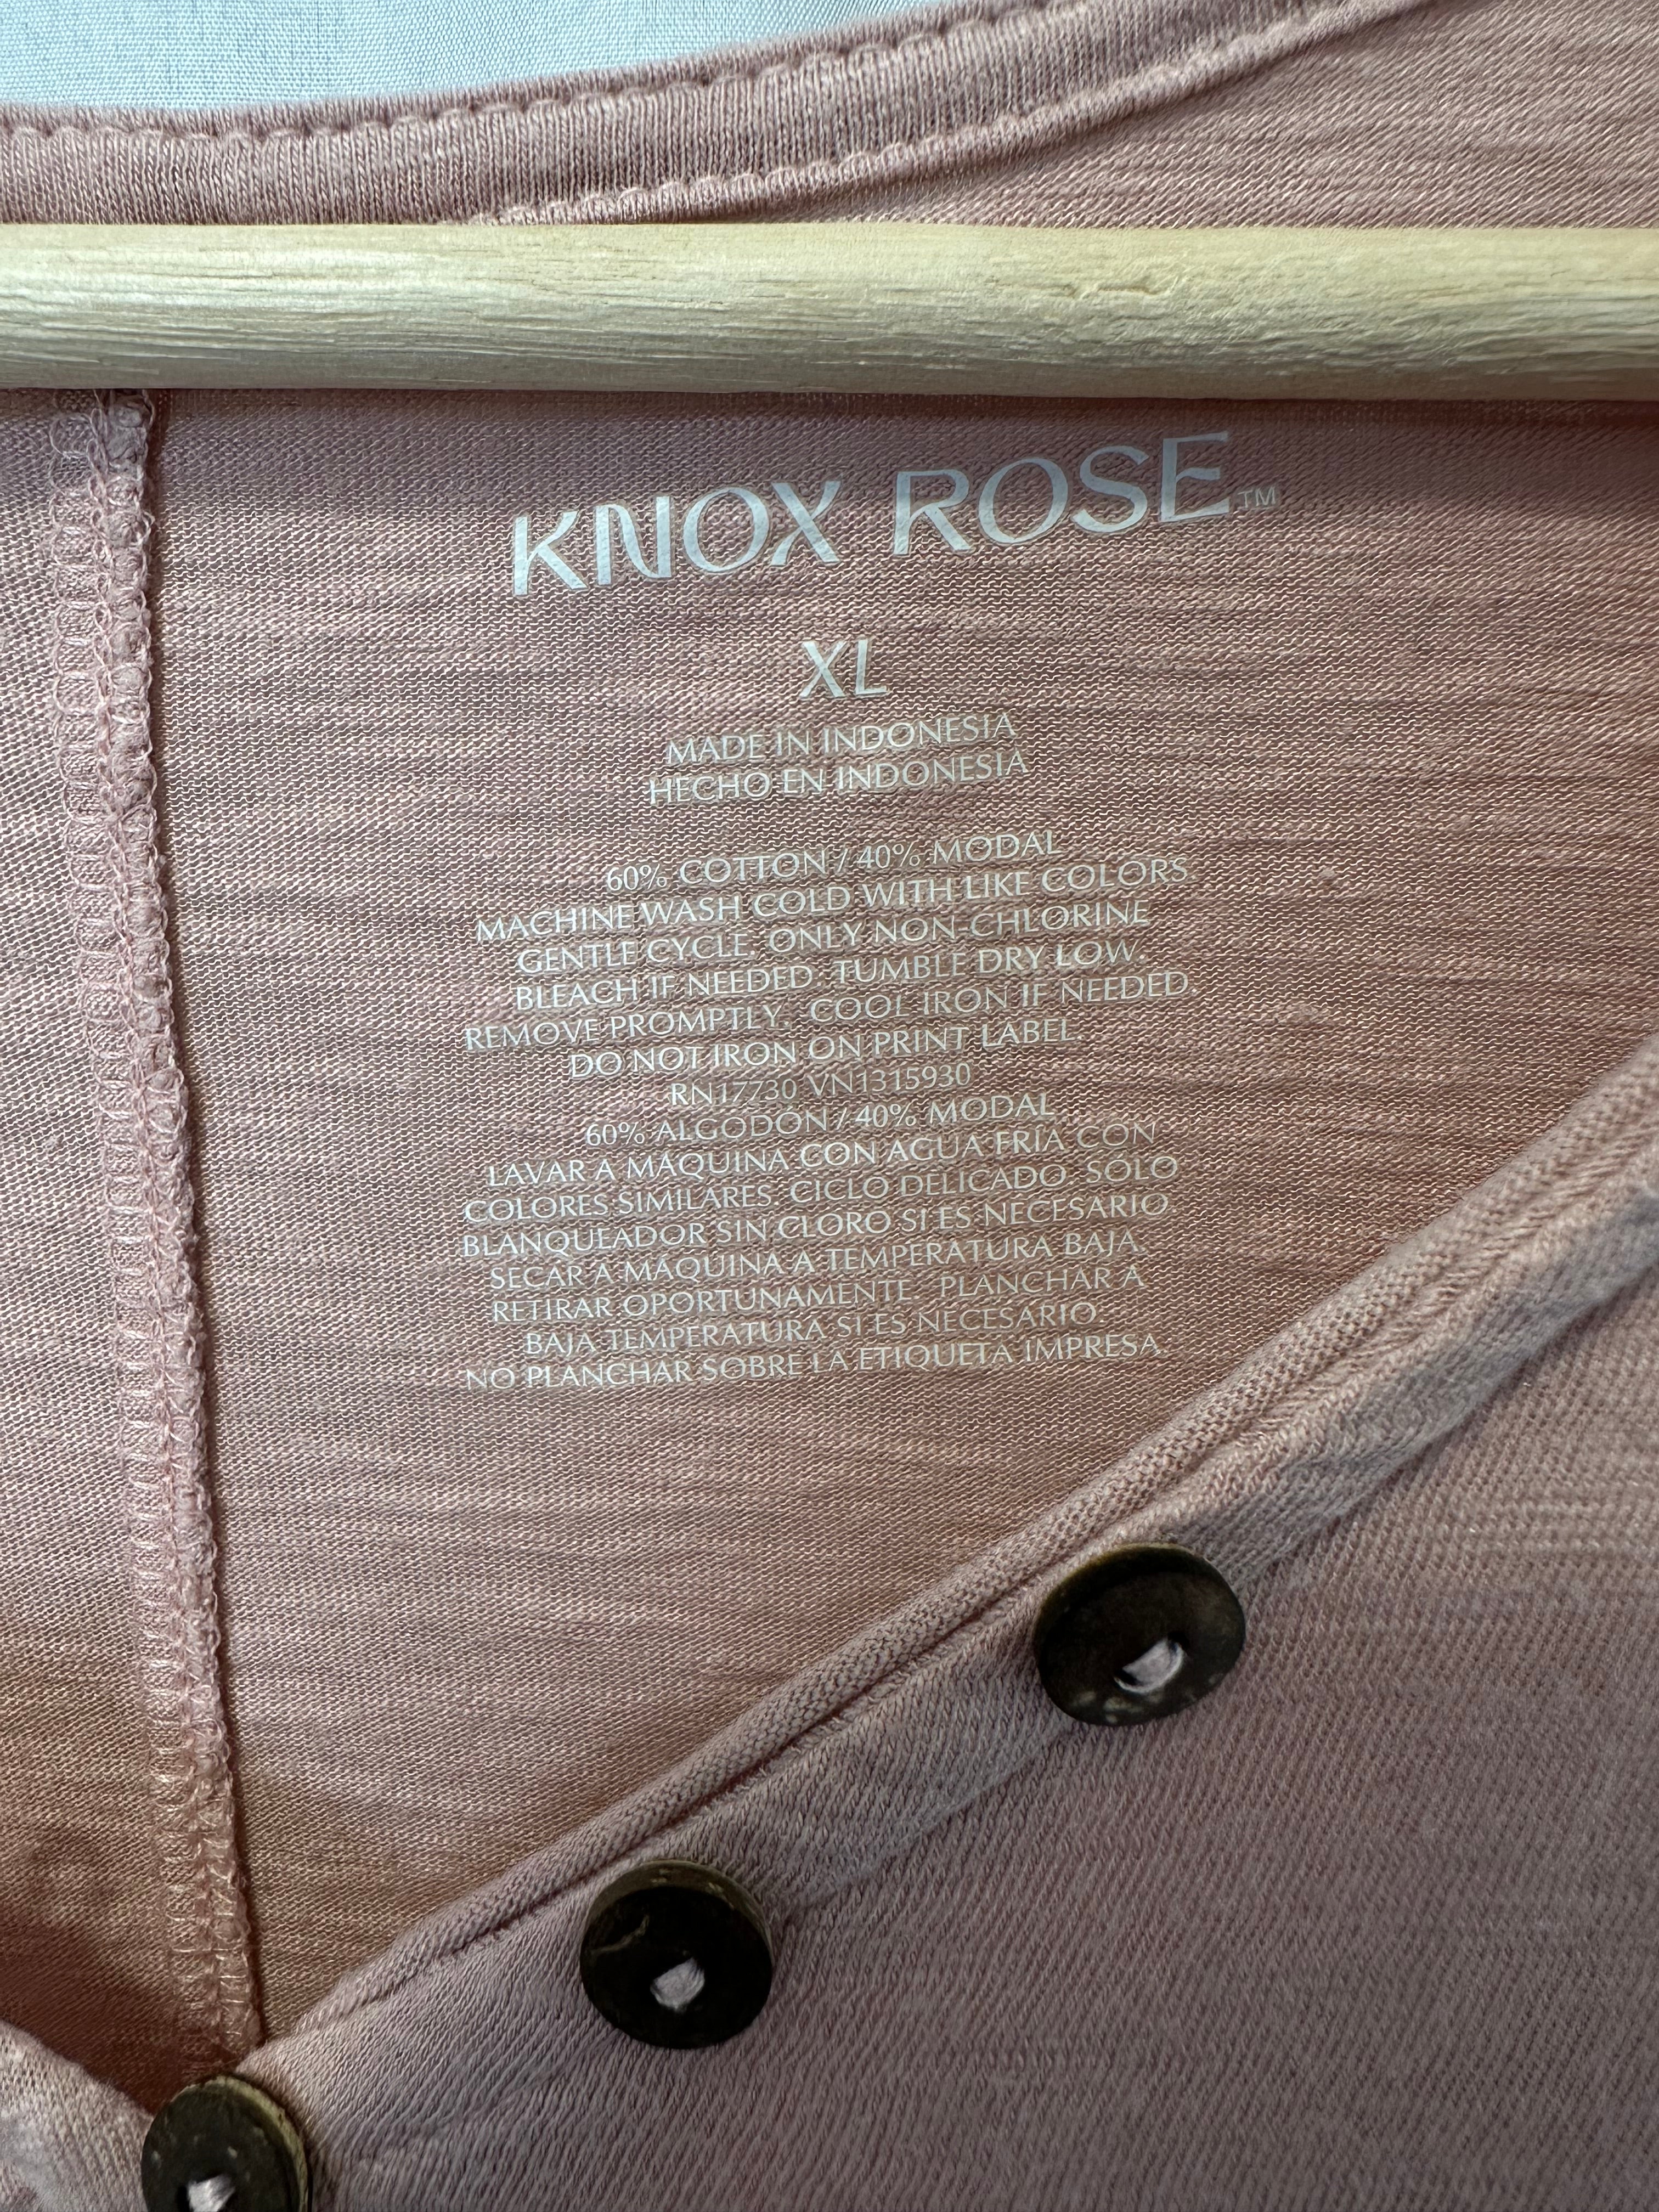 KNOX ROSE™
XL
MADE IN INDONESIA
HECHO EN INDONESIA
60% COTTON / 40% MODAL
MACHINE WASH COLD WITH LIKE COLORS
GENTLE CYCLE. ONLY NON-CHLORINE
BLEACH IF NEEDED. TUMBLE DRY LOW.
REMOVE PROMPTLY. COOL IRON IF NEEDED.
DO NOT IRON ON PRINT LABEL.
RN17730 VN1315930
60% ALGODÓN / 40% MODAL
LAVAR A MÁQUINA CON AGUA FRÍA CON
COLORES SIMILARES. CICLO DELICADO. SÓLO
BLANQUEADOR SIN CLORO SI ES NECESARIO.
SECAR A MÁQUINA A TEMPERATURA BAJA.
RETIRAR OPORTUNAMENTE. PLANCHAR A
BAJA TEMPERATURA SI ES NECESARIO.
NO PLANCHAR SOBRE LA ETIQUETA IMPRESA.